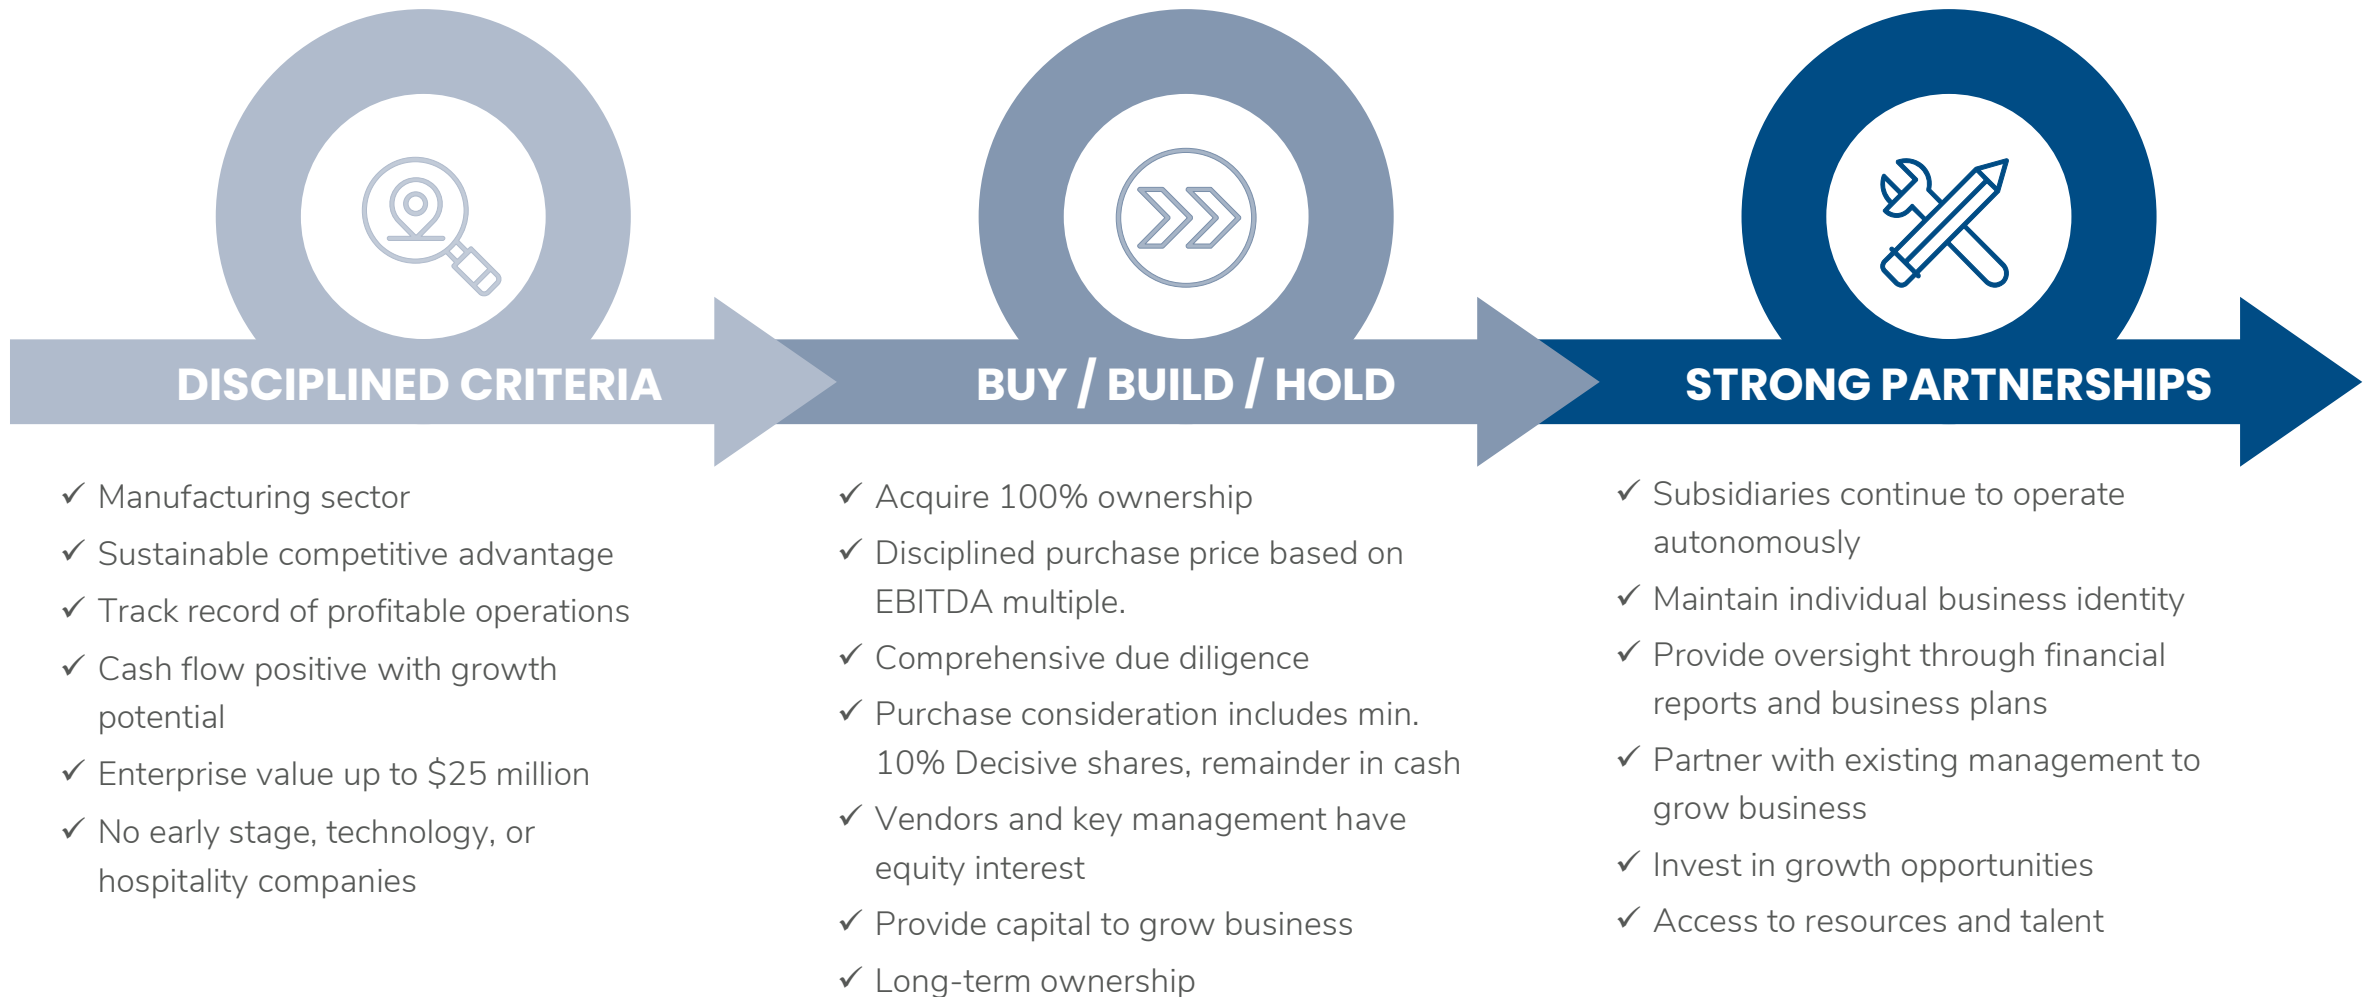 DISCIPLINED CRITERIA
✓ Manufacturing sector
✓ Sustainable competitive advantage
✓ Track record of profitable operations
✓ Cash flow positive with growth
potential
✓ Enterprise value up to $25 million
✓ No early stage, technology, or
hospitality companies
BUY / BUILD / HOLD
✓ Acquire 100% ownership
✓ Disciplined purchase price based on
EBITDA multiple.
✓ Comprehensive due diligence
✓ Purchase consideration includes min.
10% Decisive shares, remainder in cash
✓ Vendors and key management have
equity interest
✓ Provide capital to grow business
✓ Long-term ownership
STRONG PARTNERSHIPS
✓ Subsidiaries continue to operate
autonomously
✓ Maintain individual business identity
✓ Provide oversight through financial
reports and business plans
✓ Partner with existing management to
grow business
✓ Invest in growth opportunities
✓ Access to resources and talent